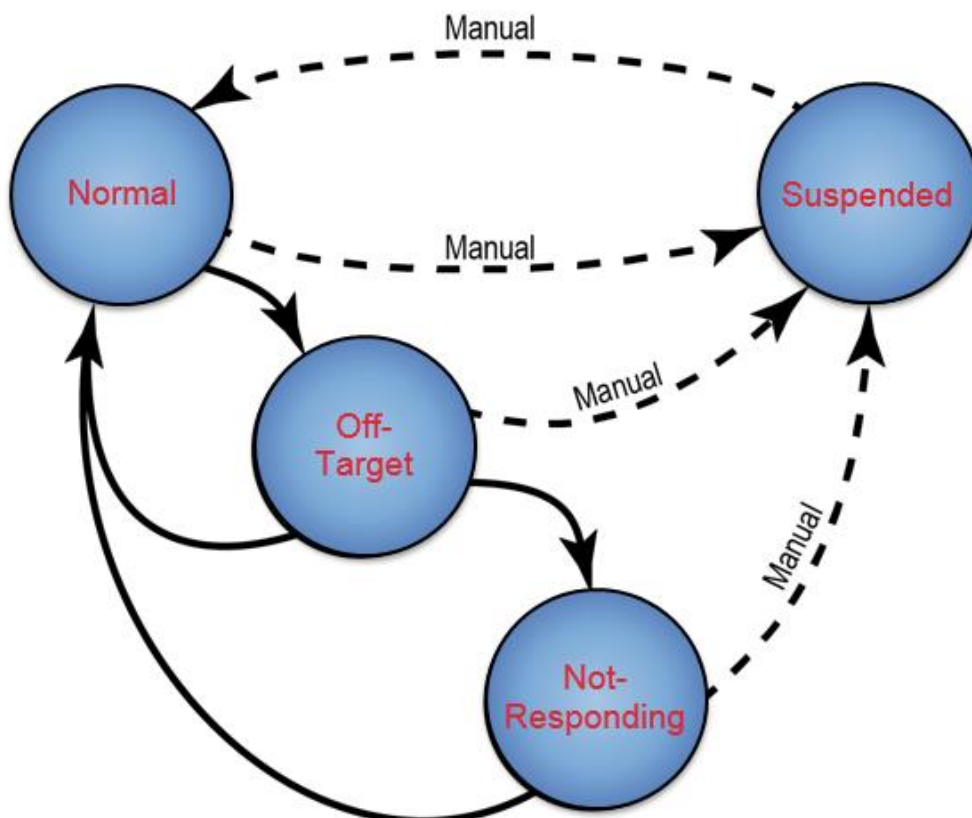 Manual
Normal
Suspended
Manual
Manual
Off-
Target
Manual
Not-
Responding